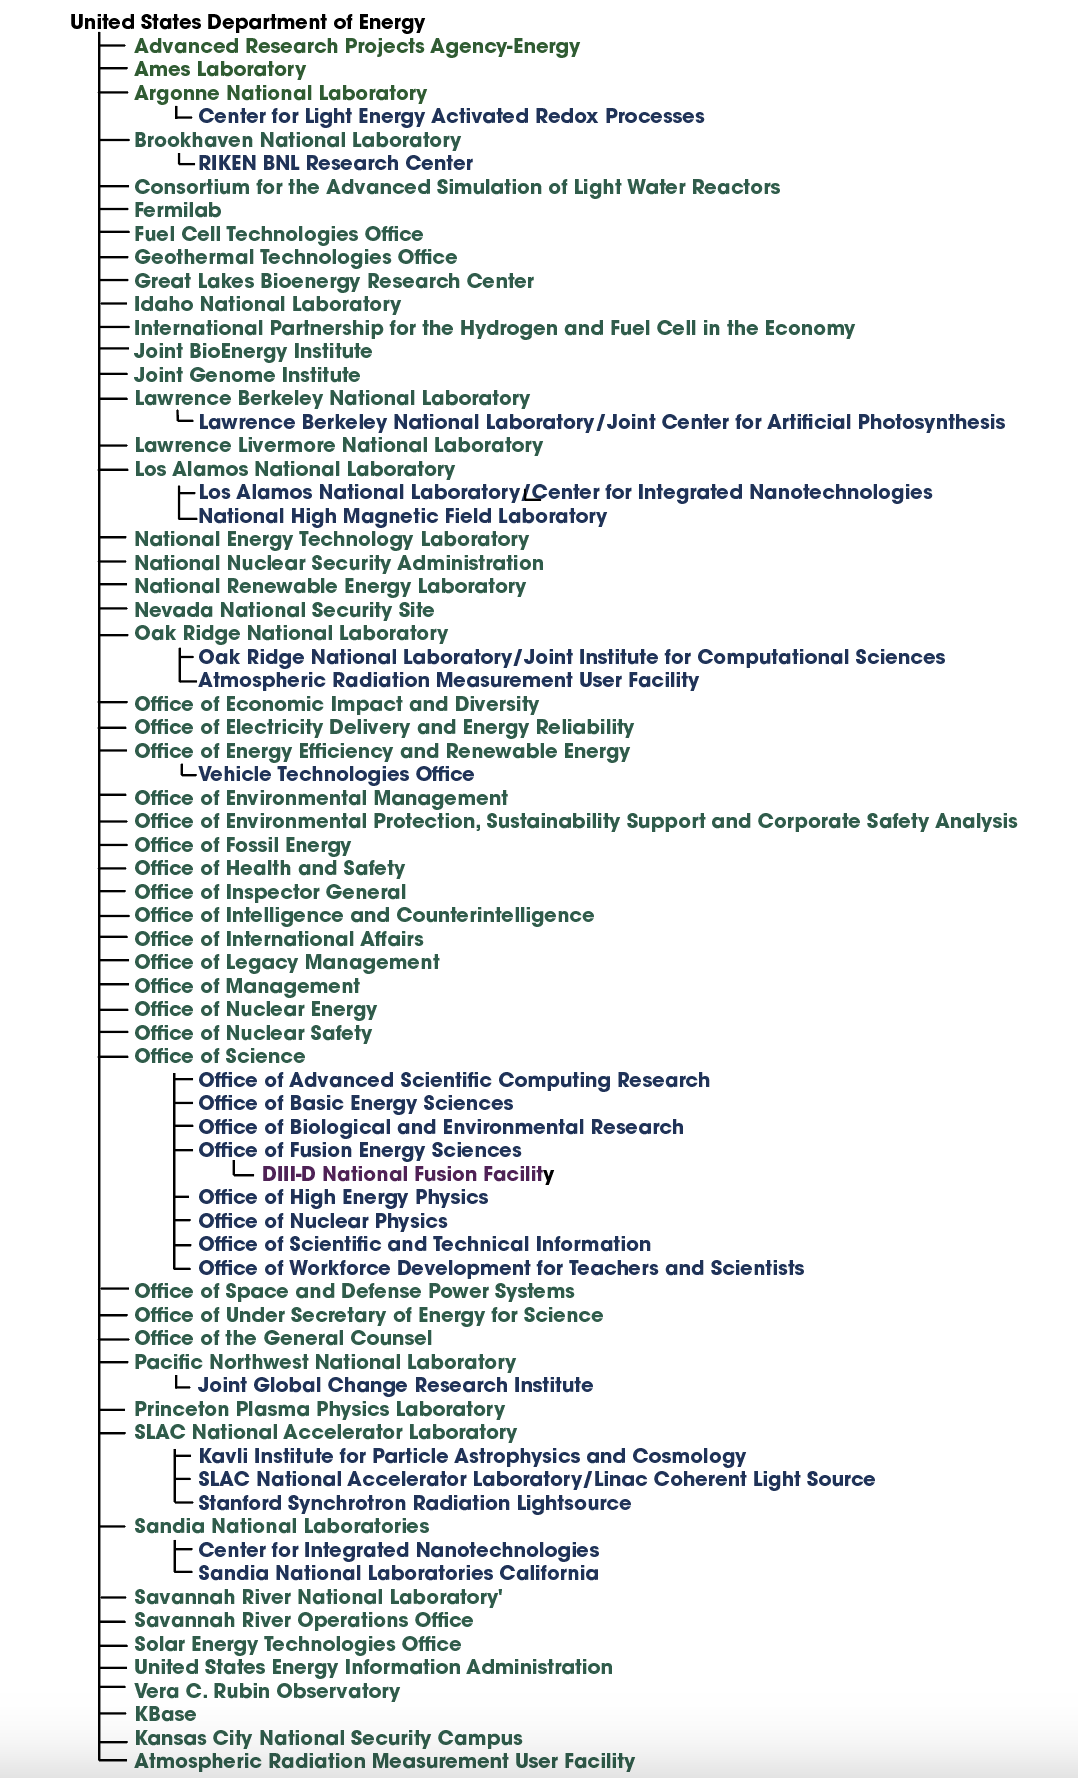 United States Department of Energy
Advanced Research Projects Agency-Energy
Ames Laboratory
Argonne National Laboratory
Center for Light Energy Activated Redox Processes
Brookhaven National Laboratory
RIKEN BNL Research Center
Consortium for the Advanced Simulation of Light Water Reactors
Fermilab
Fuel Cell Technologies Office
Geothermal Technologies Office
Great Lakes Bioenergy Research Center
Idaho National Laboratory
International Partnership for the Hydrogen and Fuel Cell in the Economy
Joint BioEnergy Institute
Joint Genome Institute
Lawrence Berkeley National Laboratory
Lawrence Berkeley National Laboratory/Joint Center for Artificial Photosynthesis
Lawrence Livermore National Laboratory
Los Alamos National Laboratory
Los Alamos National Laboratory/Center for Integrated Nanotechnologies
National High Magnetic Field Laboratory
National Energy Technology Laboratory
National Nuclear Security Administration
National Renewable Energy Laboratory
Nevada National Security Site
Oak Ridge National Laboratory
Oak Ridge National Laboratory/Joint Institute for Computational Sciences
Atmospheric Radiation Measurement User Facility
Office of Economic Impact and Diversity
Office of Electricity Delivery and Energy Reliability
Office of Energy Efficiency and Renewable Energy
Vehicle Technologies Office
Office of Environmental Management
Office of Environmental Protection, Sustainability Support and Corporate Safety Analysis
Office of Fossil Energy
Office of Health and Safety
Office of Inspector General
Office of Intelligence and Counterintelligence
Office of International Affairs
Office of Legacy Management
Office of Management
Office of Nuclear Energy
Office of Nuclear Safety
Office of Science
Office of Advanced Scientific Computing Research
Office of Basic Energy Sciences
Office of Biological and Environmental Research
Office of Fusion Energy Sciences
DIII-D National Fusion Facility
Office of High Energy Physics
Office of Nuclear Physics
Office of Scientific and Technical Information
Office of Workforce Development for Teachers and Scientists
Office of Space and Defense Power Systems
Office of Under Secretary of Energy for Science
Office of the General Counsel
Pacific Northwest National Laboratory
Joint Global Change Research Institute
Princeton Plasma Physics Laboratory
SLAC National Accelerator Laboratory
Kavli Institute for Particle Astrophysics and Cosmology
SLAC National Accelerator Laboratory/Linac Coherent Light Source
Stanford Synchrotron Radiation Lightsource
Sandia National Laboratories
Center for Integrated Nanotechnologies
Sandia National Laboratories California
Savannah River National Laboratory'
Savannah River Operations Office
Solar Energy Technologies Office
United States Energy Information Administration
Vera C. Rubin Observatory
KBase
Kansas City National Security Campus
Atmospheric Radiation Measurement User Facility